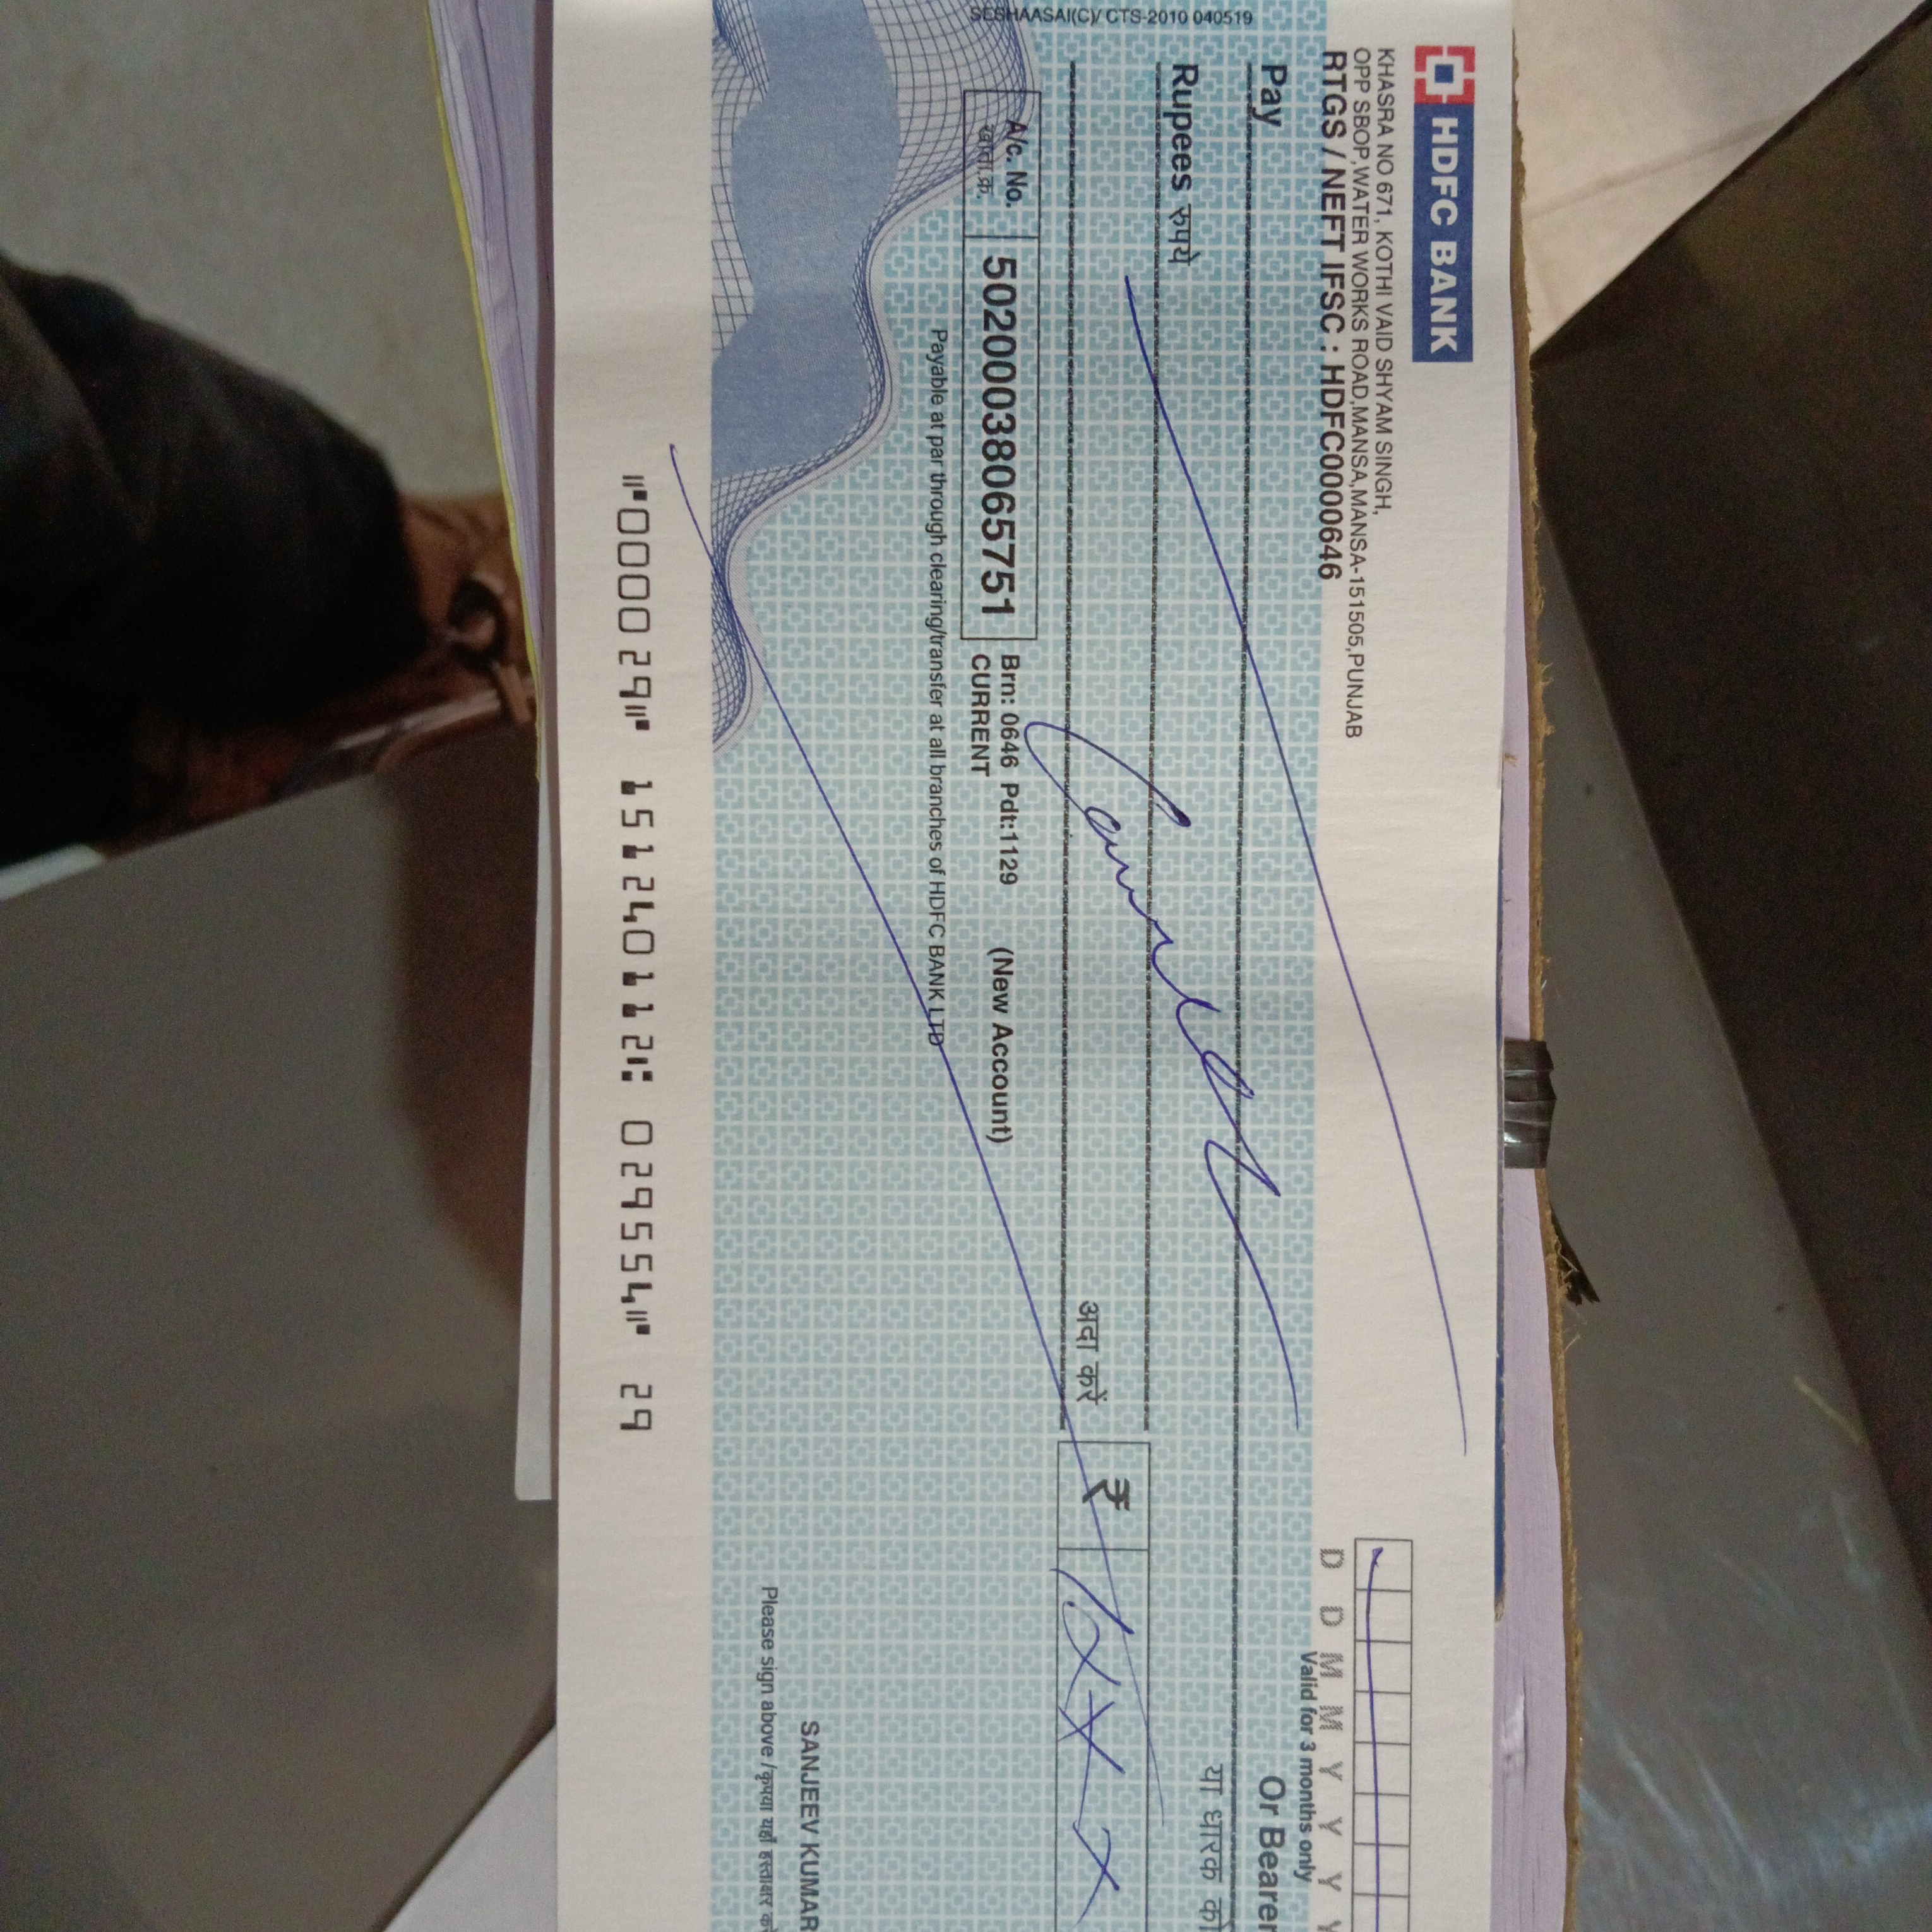 HDFC BANK
KHASRA NO 671, KOTHI VAID SHYAM SINGH,
OPP SBOP,WATER WORKS ROAD,MANSA,MANSA-151505,PUNJAB
RTGS / NEFT IFSC : HDFC0000646
D D M M Y Y Y
Valid for 3 months only
Pay
Or Bearer
या धारक को
Rupees रुपये
अदा करें
₹
A/c. No.
खाता.क्र.
50200038065751
Brn: 0646 Pdt:1129 (New Account)
CURRENT
Payable at par through clearing/transfer at all branches of HDFC BANK LTD
SANJEEV KUMAR
Please sign above /कृपया यहाँ हस्ताक्षर करें
SESHAASAI(C)/ CTS-2010 040519
⑈000029⑈ 151240112⑆ 029554⑈ 29